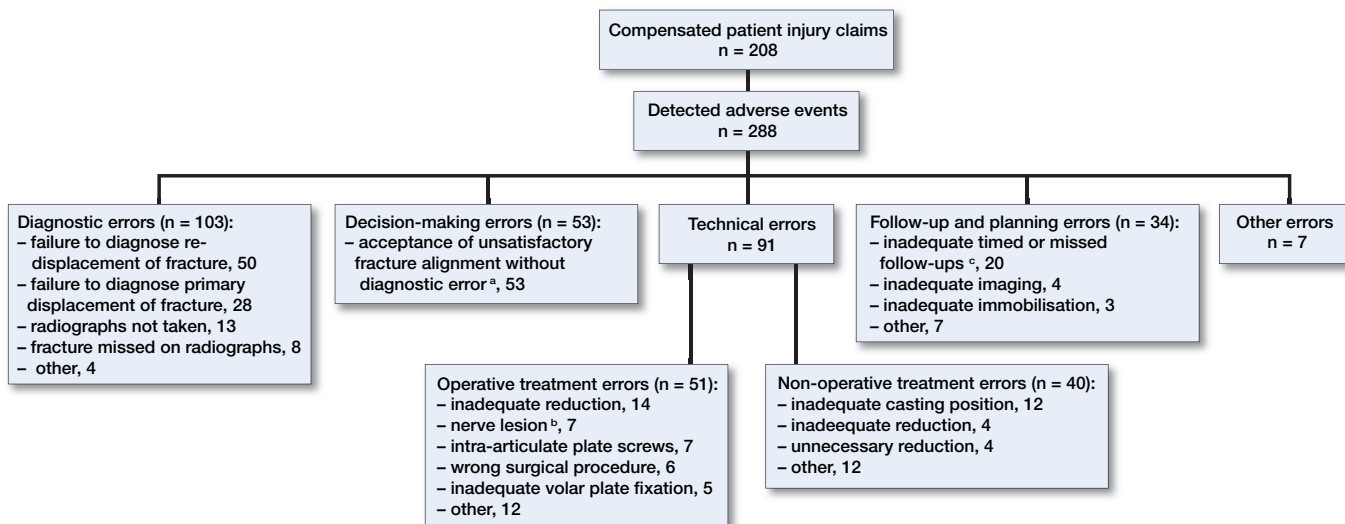 Compensated patient injury claims
n = 208
Detected adverse events
n = 288
Diagnostic errors (n = 103):
– failure to diagnose re-
displacement of fracture, 50
– failure to diagnose primary
displacement of fracture, 28
– radiographs not taken, 13
– fracture missed on radiographs, 8
– other, 4
Decision-making errors (n = 53):
– acceptance of unsatisfactory
fracture alignment without
diagnostic error a, 53
Technical errors
n = 91
Follow-up and planning errors (n = 34):
– inadequate timed or missed
follow-ups c, 20
– inadequate imaging, 4
– inadequate immobilisation, 3
– other, 7
Other errors
n = 7
Operative treatment errors (n = 51):
– inadequate reduction, 14
– nerve lesion b, 7
– intra-articulate plate screws, 7
– wrong surgical procedure, 6
– inadequate volar plate fixation, 5
– other, 12
Non-operative treatment errors (n = 40):
– inadequate casting position, 12
– inadeequate reduction, 4
– unnecessary reduction, 4
– other, 12